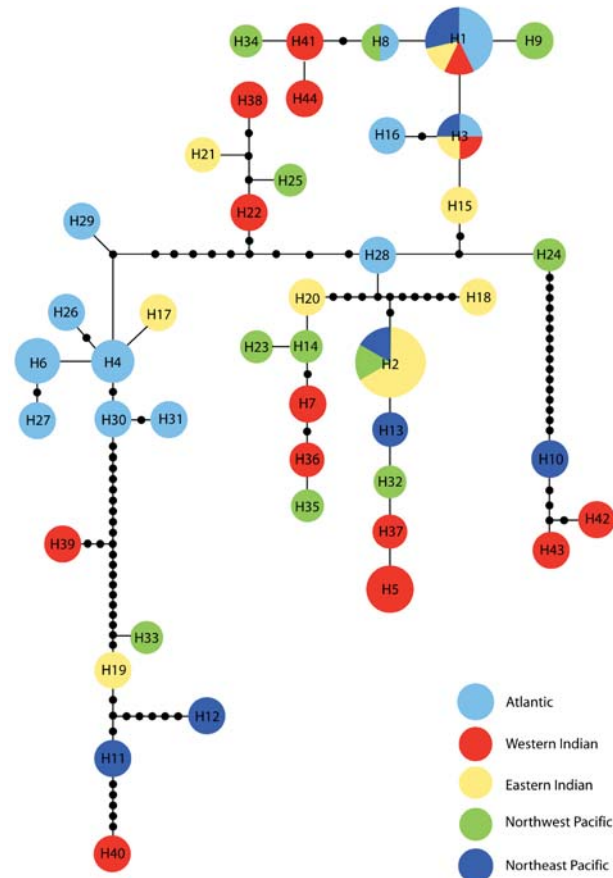 H34
H41
H8
H1
H9
H38
H44
H16
H3
H21
H25
H22
H15
H29
H28
H24
H26
H17
H20
H18
H6
H4
H23
H14
H2
H27
H30
H31
H7
H13
H36
H10
H32
H35
H37
H42
H39
H43
H5
H33
H19
H12
H11
H40
Atlantic
Western Indian
Eastern Indian
Northwest Pacific
Northeast Pacific